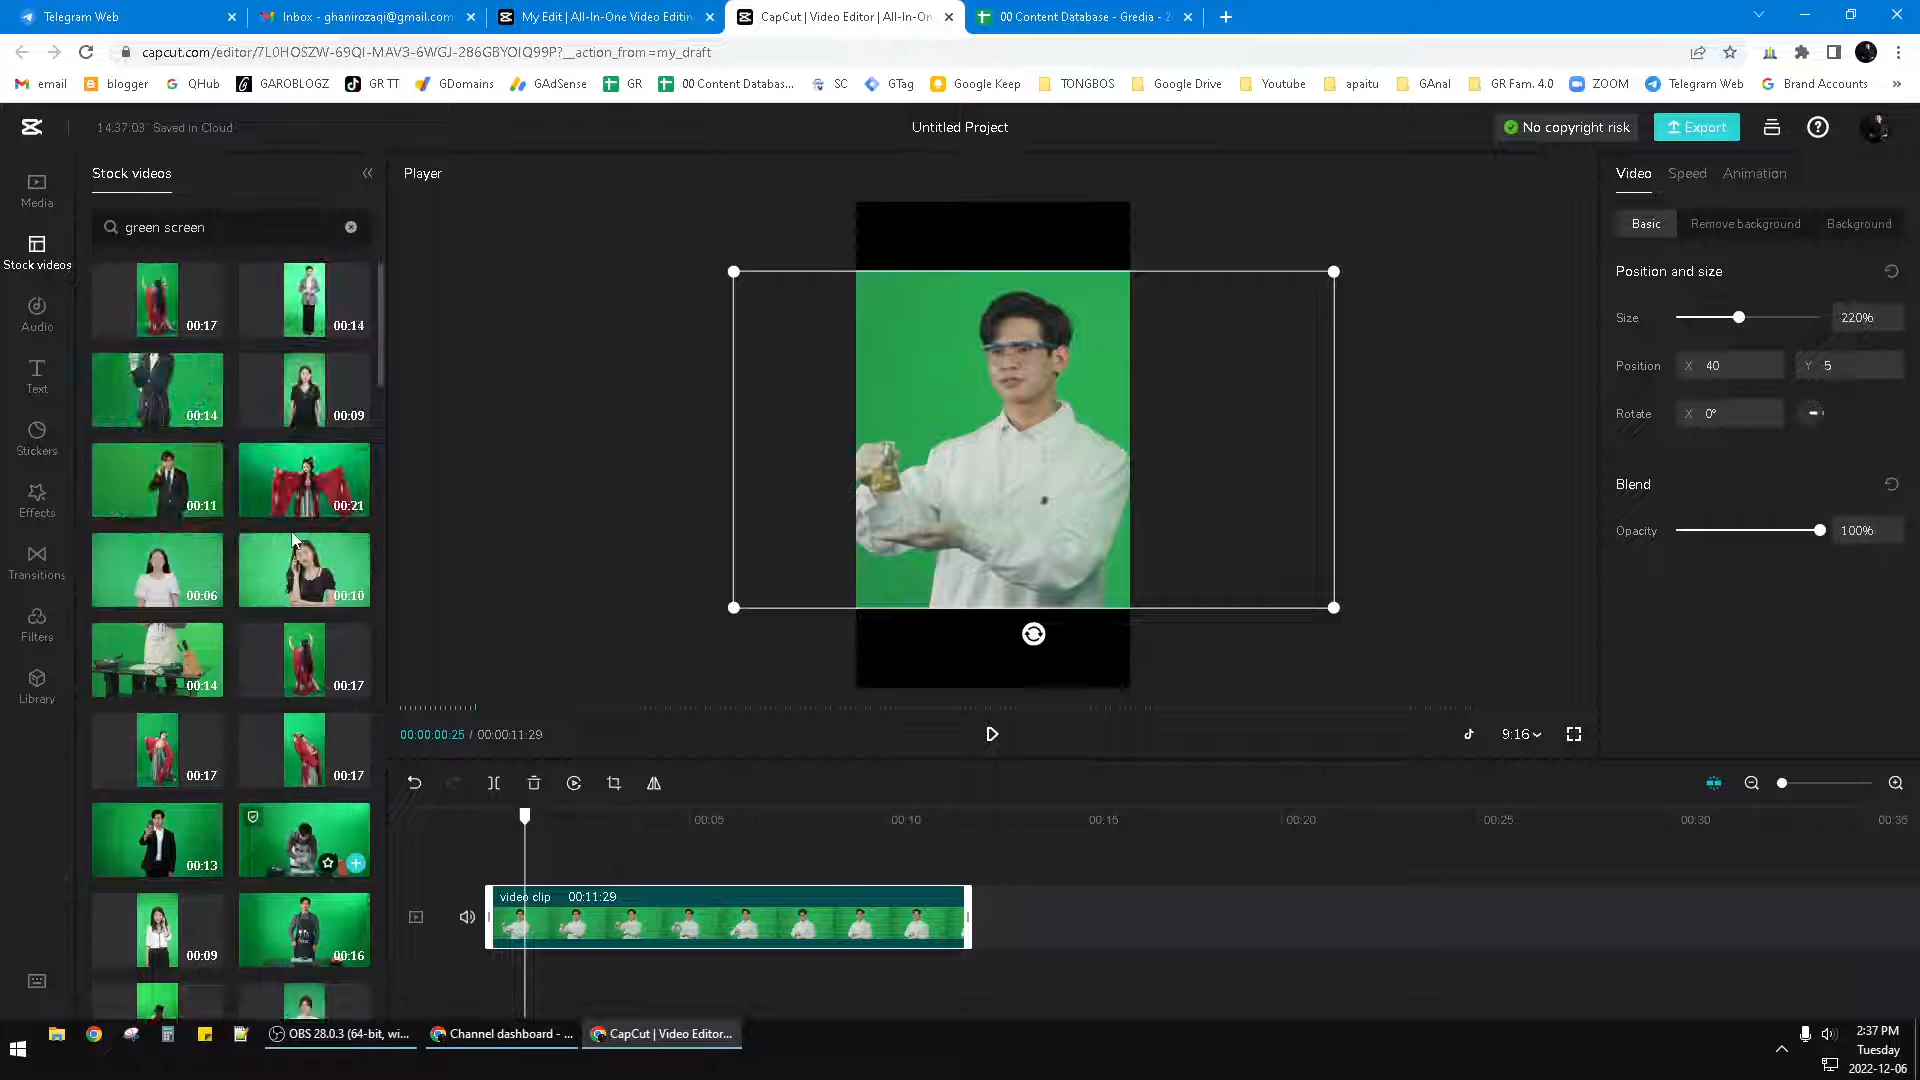 Telegram Web
Inbox - ghanirozaqi@gmail.com
My Edit | All-In-One Video Editin
CapCut | Video Editor | All-In-On
00 Content Database - Gredia - 2
capcut.com/editor/7L0HOSZW-69QI-MAV3-6WGJ-286GBYOIQ99P?__action_from=my_draft
email
blogger
QHub
GAROBLOGZ
GR TT
GDomains
GAdSense
GR
00 Content Databas...
SC
GTag
Google Keep
TONGBOS
Google Drive
Youtube
apaitu
GAnal
GR Fam. 4.0
ZOOM
Telegram Web
Brand Accounts
14:37:03 Saved in Cloud
Untitled Project
No copyright risk
Export
Media
Stock videos
Audio
Text
Stickers
Effects
Transitions
Filters
Library
Stock videos
green screen
00:17
00:14
00:14
00:09
00:11
00:21
00:06
00:10
00:14
00:17
00:17
00:17
00:13
00:09
00:16
Player
00:00:00:25 / 00:00:11:29
9:16
Video
Speed
Animation
Basic
Remove background
Background
Position and size
Size
220%
Position
X 40
Y 5
Rotate
X 0°
Blend
Opacity
100%
00:05
00:10
00:15
00:20
00:25
00:30
00:35
video clip 00:11:29
OBS 28.0.3 (64-bit, wi...
Channel dashboard - ...
CapCut | Video Editor...
2:37 PM
Tuesday
2022-12-06